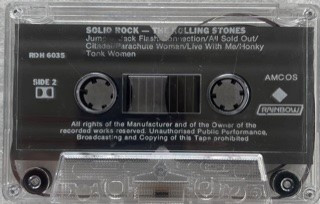 SOLID ROCK — THE ROLLING STONES
Jumpin' Jack Flash/Connection/All Sold Out/
Citadel/Parachute Woman/Live With Me/Honky
Tonk Women
RDH 6035
SIDE 2
AMCOS
RAINBOW
All rights of the Manufacturer and of the Owner of the
recorded works reserved. Unauthorised Public Performance,
Broadcasting and Copying of this Tape prohibited